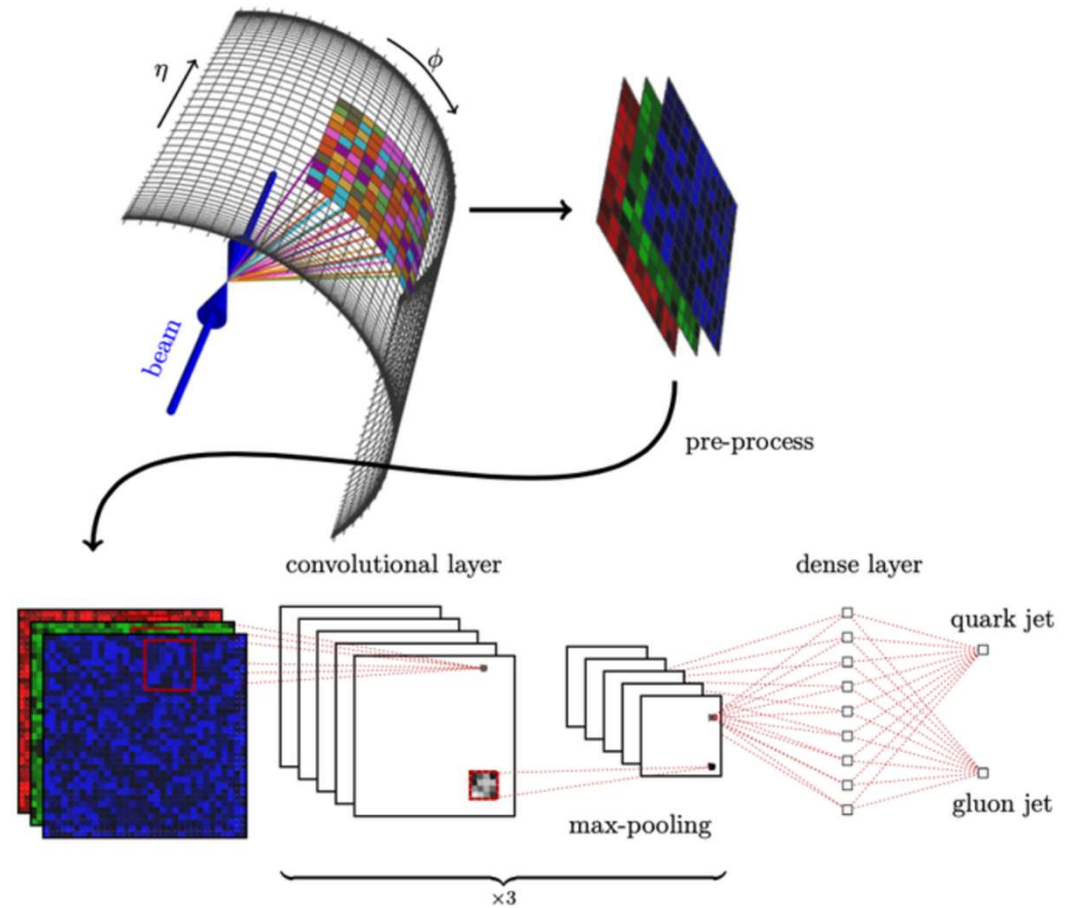 η
ϕ
beam
pre-process
convolutional layer
dense layer
quark jet
gluon jet
max-pooling
×3